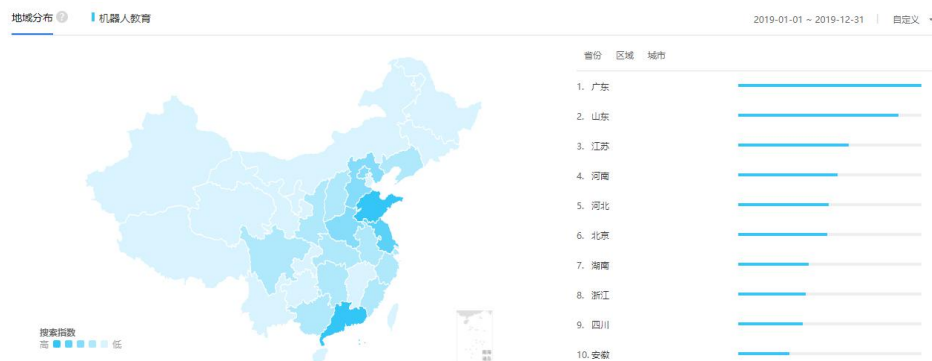 地域分布 ? 机器人教育
2019-01-01 ~ 2019-12-31 | 自定义
省份 区域 城市
1. 广东
2. 山东
3. 江苏
4. 河南
5. 河北
6. 北京
7. 湖南
8. 浙江
9. 四川
10. 安徽
搜索指数
高 低